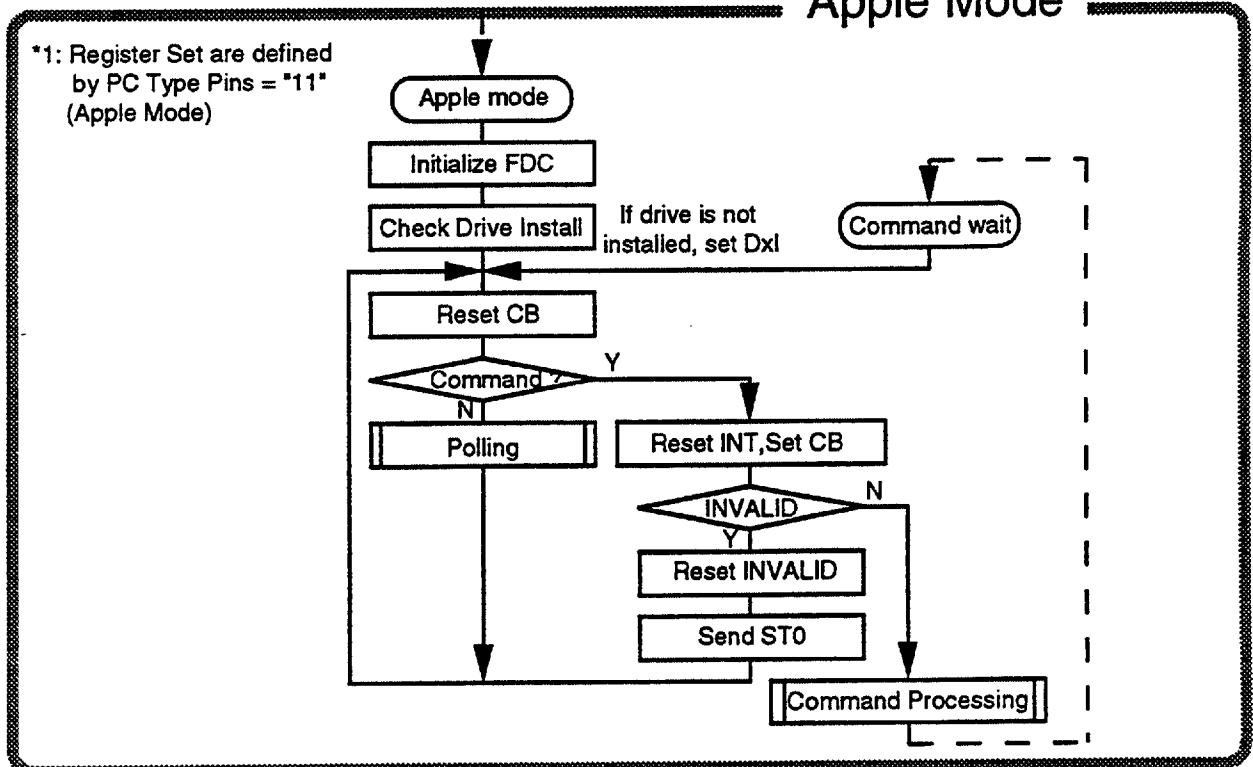 Apple Mode
*1: Register Set are defined
by PC Type Pins = "11"
(Apple Mode)
Apple mode
Initialize FDC
Check Drive Install
If drive is not
installed, set DxI
Command wait
Reset CB
Command ?
Y
N
Polling
Reset INT,Set CB
INVALID
N
Y
Reset INVALID
Send ST0
Command Processing